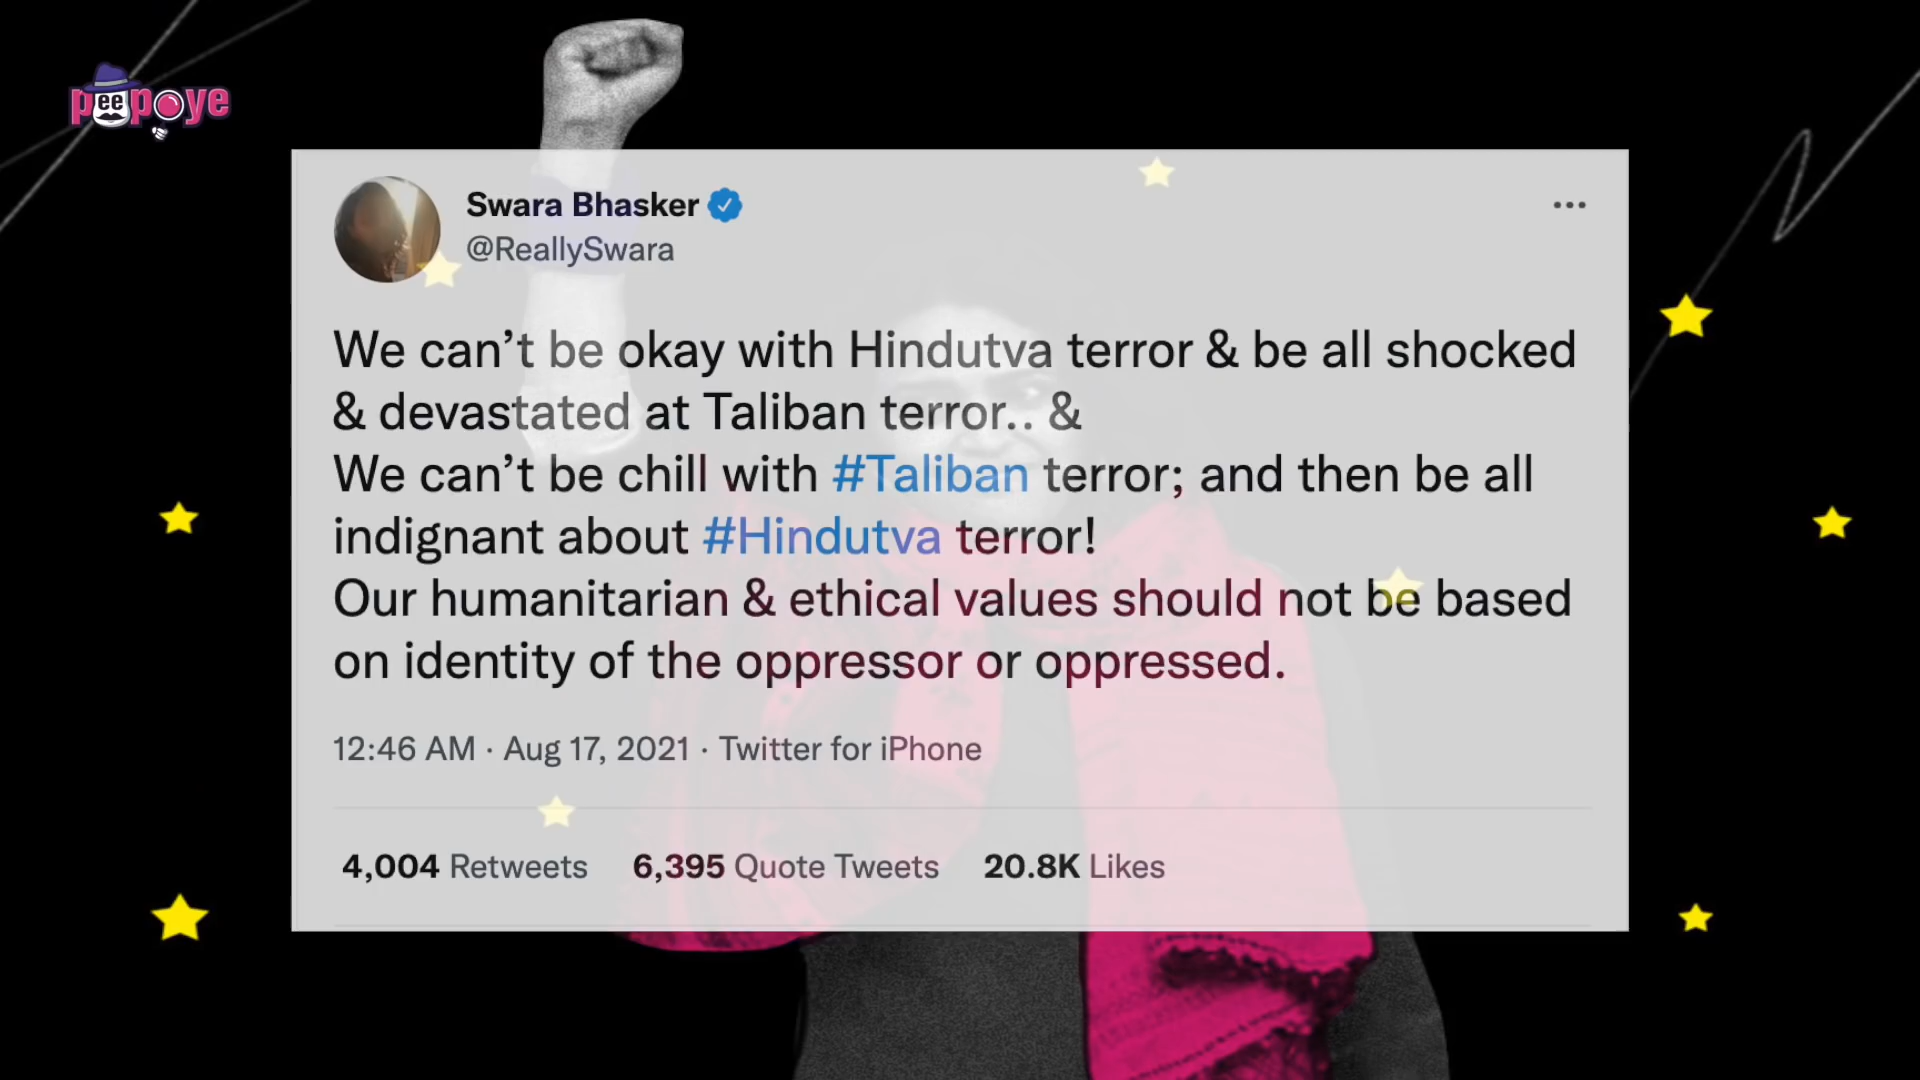 peepoye
Swara Bhasker
@ReallySwara
We can’t be okay with Hindutva terror & be all shocked
& devastated at Taliban terror.. &
We can’t be chill with #Taliban terror; and then be all
indignant about #Hindutva terror!
Our humanitarian & ethical values should not be based
on identity of the oppressor or oppressed.
12:46 AM · Aug 17, 2021 · Twitter for iPhone
4,004 Retweets 6,395 Quote Tweets 20.8K Likes